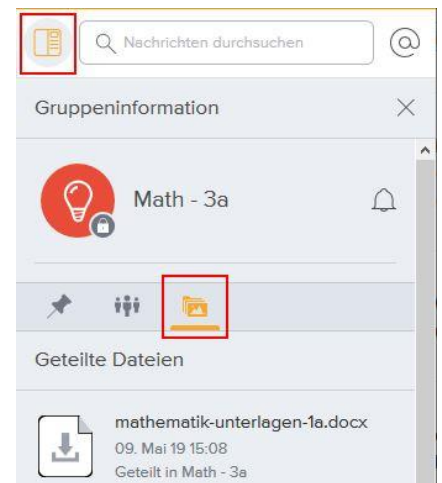 Nachrichten durchsuchen
Gruppeninformation
Math - 3a
Geteilte Dateien
mathematik-unterlagen-1a.docx
09. Mai 19 15:08
Geteilt in Math - 3a